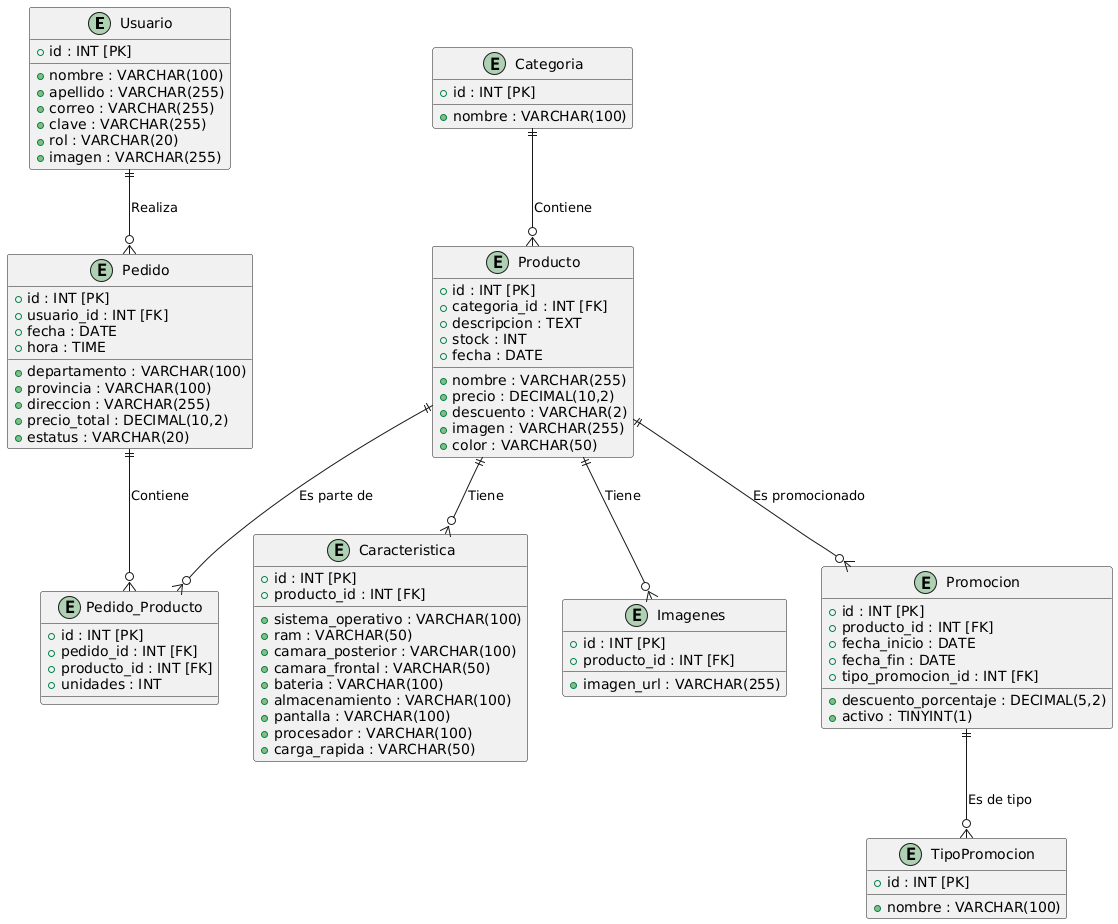 E Usuario
id : INT [PK]
nombre : VARCHAR(100)
apellido : VARCHAR(255)
correo : VARCHAR(255)
clave : VARCHAR(255)
rol : VARCHAR(20)
imagen : VARCHAR(255)
E Categoria
id : INT [PK]
nombre : VARCHAR(100)
Realiza
Contiene
E Pedido
id : INT [PK]
usuario_id : INT [FK]
fecha : DATE
hora : TIME
departamento : VARCHAR(100)
provincia : VARCHAR(100)
direccion : VARCHAR(255)
precio_total : DECIMAL(10,2)
estatus : VARCHAR(20)
E Producto
id : INT [PK]
categoria_id : INT [FK]
descripcion : TEXT
stock : INT
fecha : DATE
nombre : VARCHAR(255)
precio : DECIMAL(10,2)
descuento : VARCHAR(2)
imagen : VARCHAR(255)
color : VARCHAR(50)
Contiene
Es parte de
Tiene
Tiene
Es promocionado
E Pedido_Producto
id : INT [PK]
pedido_id : INT [FK]
producto_id : INT [FK]
unidades : INT
E Caracteristica
id : INT [PK]
producto_id : INT [FK]
sistema_operativo : VARCHAR(100)
ram : VARCHAR(50)
camara_posterior : VARCHAR(100)
camara_frontal : VARCHAR(50)
bateria : VARCHAR(100)
almacenamiento : VARCHAR(100)
pantalla : VARCHAR(100)
procesador : VARCHAR(100)
carga_rapida : VARCHAR(50)
E Imagenes
id : INT [PK]
producto_id : INT [FK]
imagen_url : VARCHAR(255)
E Promocion
id : INT [PK]
producto_id : INT [FK]
fecha_inicio : DATE
fecha_fin : DATE
tipo_promocion_id : INT [FK]
descuento_porcentaje : DECIMAL(5,2)
activo : TINYINT(1)
Es de tipo
E TipoPromocion
id : INT [PK]
nombre : VARCHAR(100)